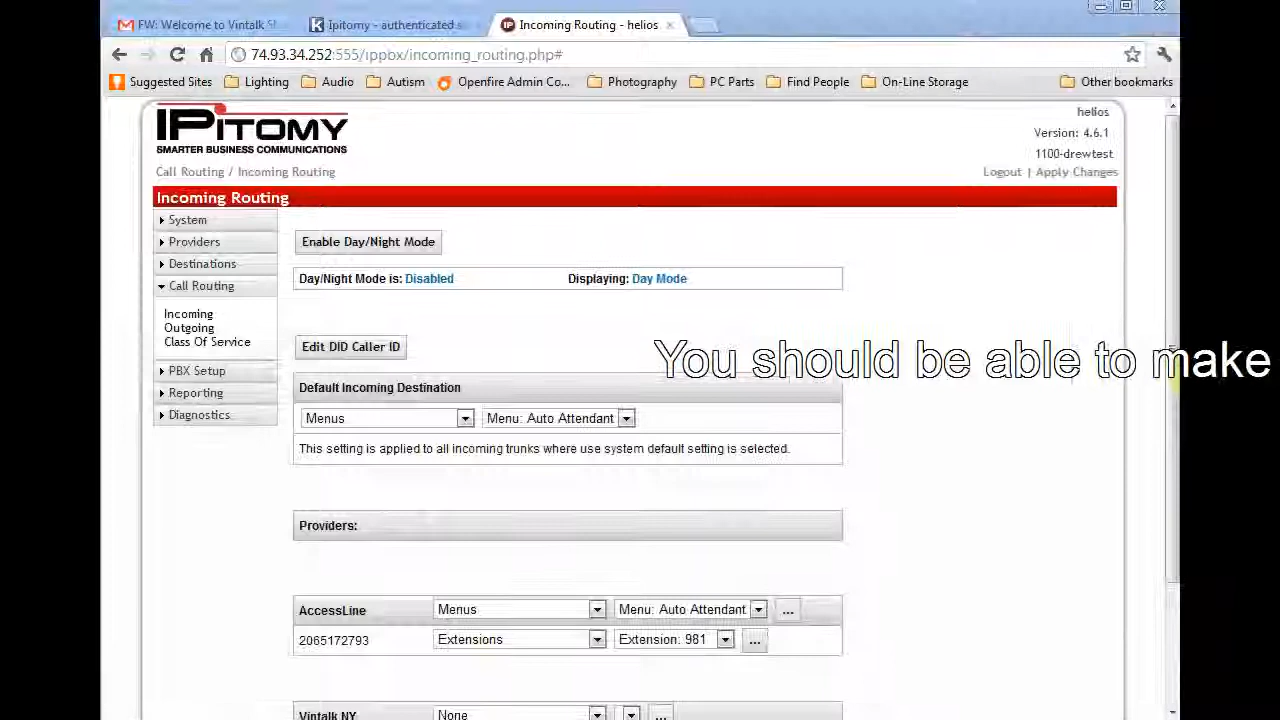 FW: Welcome to Vintalk S
Ipitomy - authenticated s
Incoming Routing - helios
74.93.34.252:555/ippbx/incoming_routing.php#
Suggested Sites
Lighting
Audio
Autism
Openfire Admin Co...
Photography
PC Parts
Find People
On-Line Storage
Other bookmarks
IPITOMY
SMARTER BUSINESS COMMUNICATIONS
helios
Version: 4.6.1
1100-drewtest
Call Routing / Incoming Routing
Logout | Apply Changes
Incoming Routing
System
Providers
Destinations
Call Routing
Incoming
Outgoing
Class Of Service
PBX Setup
Reporting
Diagnostics
Enable Day/Night Mode
Day/Night Mode is: Disabled
Displaying: Day Mode
Edit DID Caller ID
You should be able to make
Default Incoming Destination
Menus
Menu: Auto Attendant
This setting is applied to all incoming trunks where use system default setting is selected.
Providers:
AccessLine
Menus
Menu: Auto Attendant
...
2065172793
Extensions
Extension: 981
...
Vintalk NY
None
...